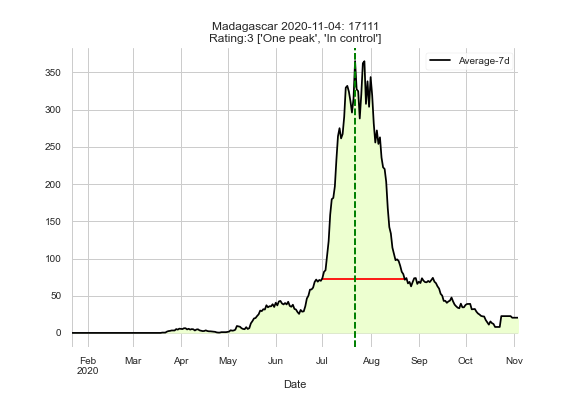 Madagascar 2020-11-04: 17111
Rating:3 ['One peak', 'In control']
Average-7d
350
300
250
200
150
100
50
0
Feb Mar Apr May Jun Jul Aug Sep Oct Nov
2020
Date